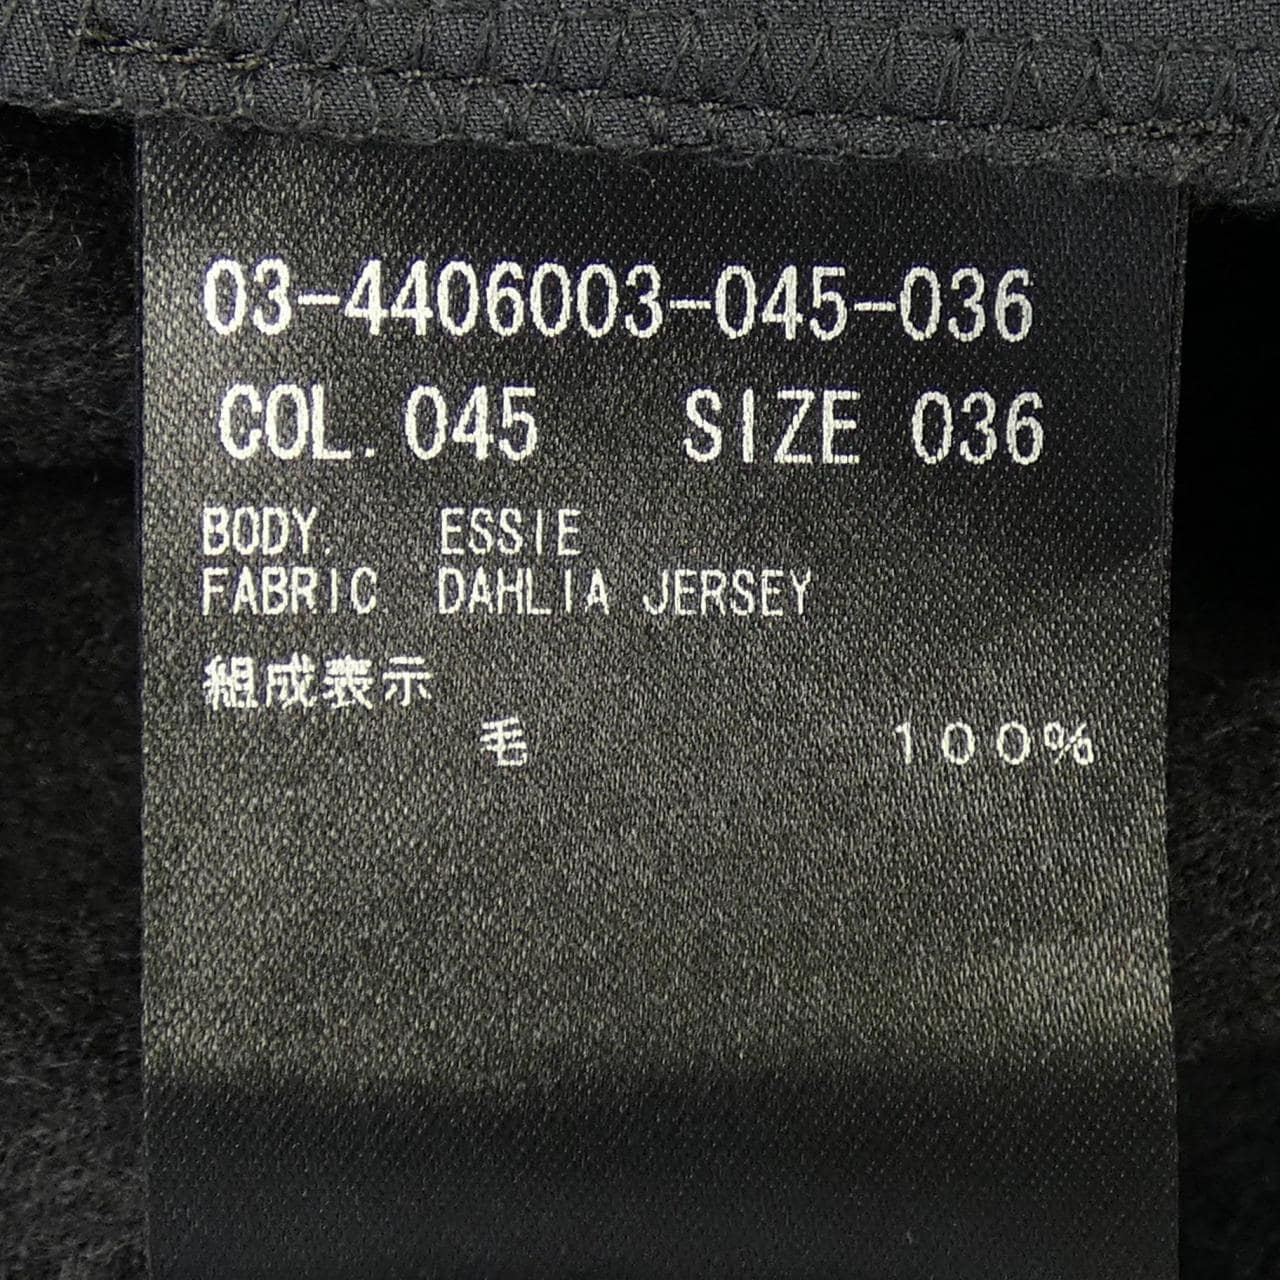 03-4406003-045-036
COL. 045 SIZE 036
BODY. ESSIE
FABRIC. DAHLIA JERSEY
組成表示
毛 100%